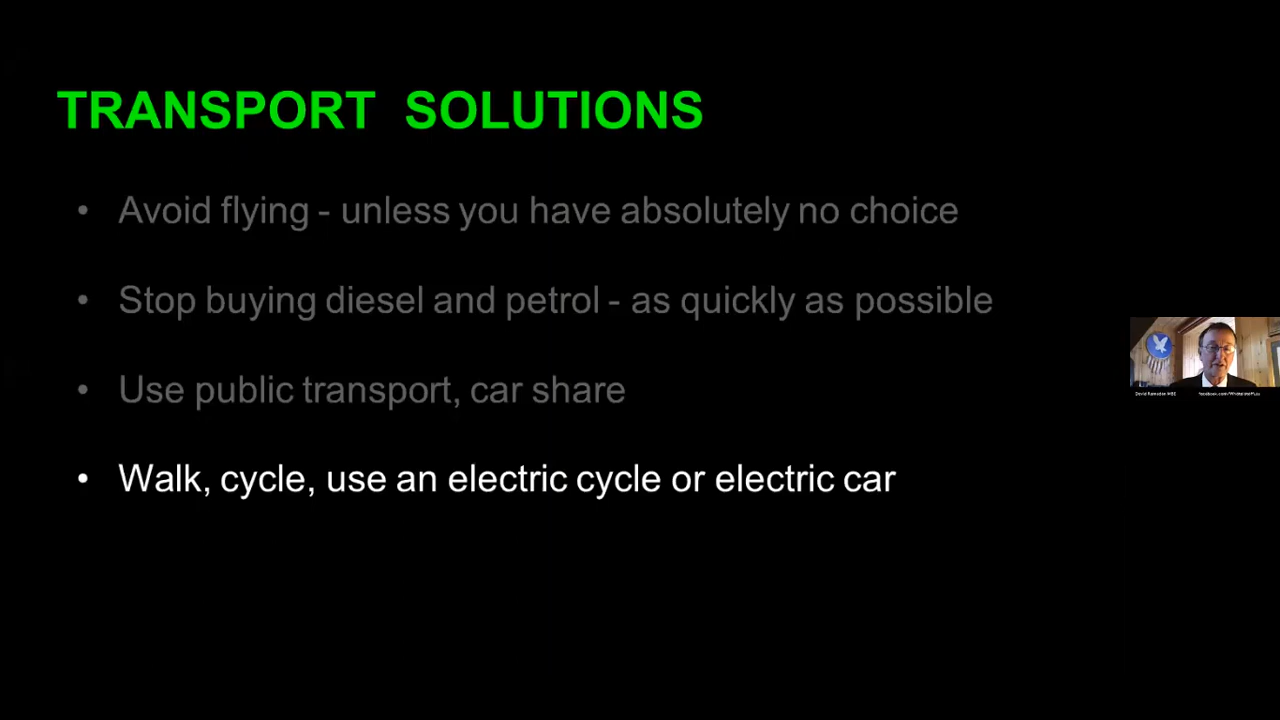 TRANSPORT SOLUTIONS
• Avoid flying - unless you have absolutely no choice
• Stop buying diesel and petrol - as quickly as possible
• Use public transport, car share
• Walk, cycle, use an electric cycle or electric car
David